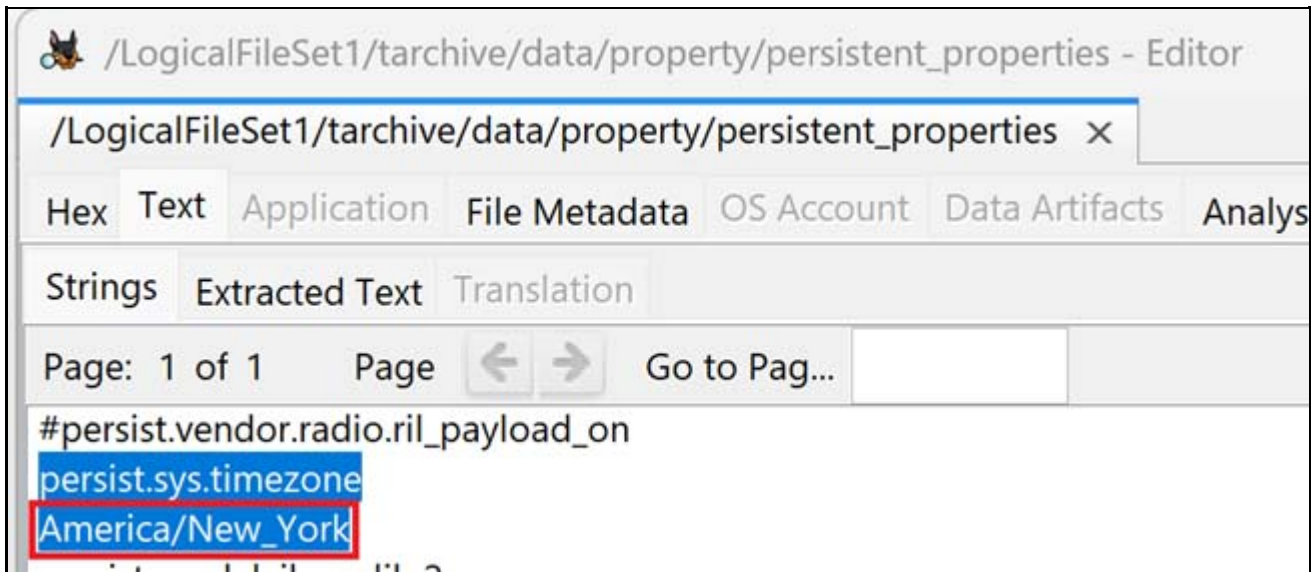 /LogicalFileSet1/tarchive/data/property/persistent_properties - Editor
/LogicalFileSet1/tarchive/data/property/persistent_properties ×
Hex Text Application File Metadata OS Account Data Artifacts Analys
Strings Extracted Text Translation
Page: 1 of 1 Page Go to Pag...
#persist.vendor.radio.ril_payload_on
persist.sys.timezone
America/New_York